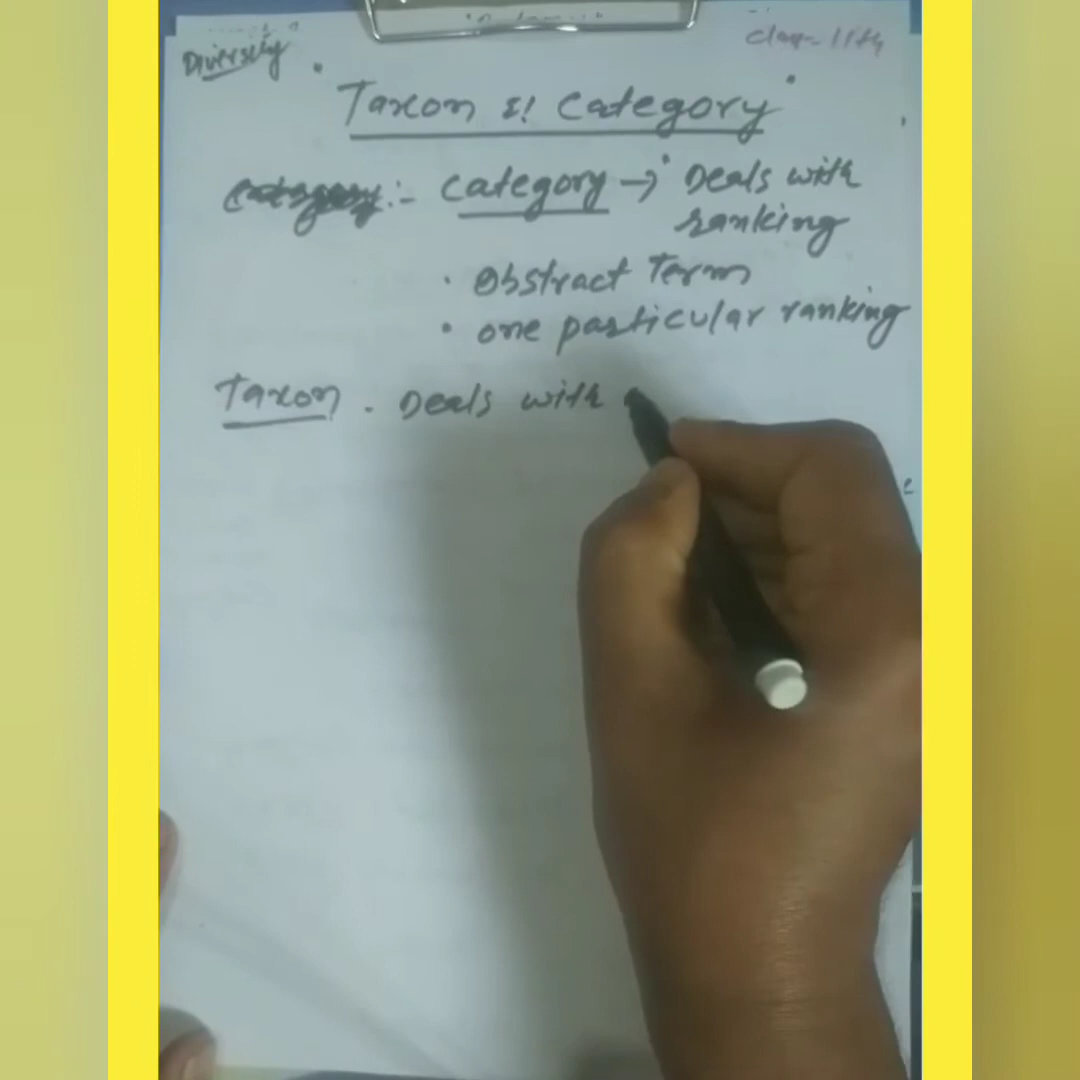 Diversity
Class- 11th
Taxon & Category
Category:- Category → Deals with
ranking
• Obstract Term
• one particular ranking
Taxon . Deals with